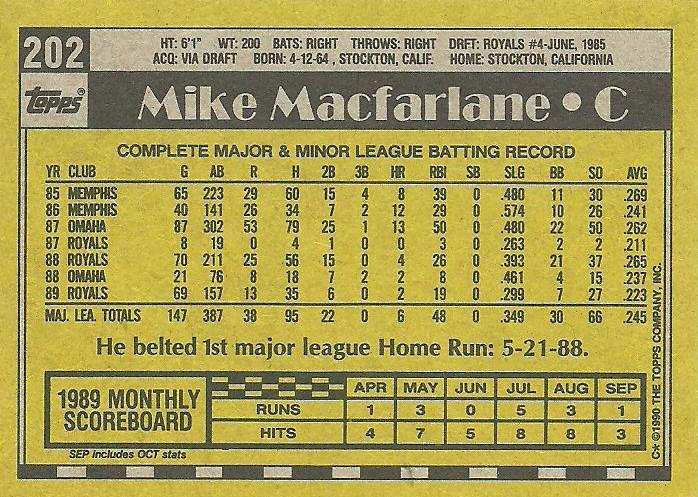 202
HT: 6'1" WT: 200 BATS: RIGHT THROWS: RIGHT DRFT: ROYALS #4-JUNE, 1985
ACQ: VIA DRAFT BORN: 4-12-64, STOCKTON, CALIF. HOME: STOCKTON, CALIFORNIA
TOPPS®
Mike Macfarlane • C
COMPLETE MAJOR & MINOR LEAGUE BATTING RECORD
YR CLUB G AB R H 2B 3B HR RBI SB SLG BB SO AVG
85 MEMPHIS 65 223 29 60 15 4 8 39 0 .480 11 30 .269
86 MEMPHIS 40 141 26 34 7 2 12 29 0 .574 10 26 .241
87 OMAHA 87 302 53 79 25 1 13 50 0 .480 22 50 .262
87 ROYALS 8 19 0 4 1 0 0 3 0 .263 2 2 .211
88 ROYALS 70 211 25 56 15 0 4 26 0 .393 21 37 .265
88 OMAHA 21 76 8 18 7 2 2 8 0 .461 4 15 .237
89 ROYALS 69 157 13 35 6 0 2 19 0 .299 7 27 .223
MAJ. LEA. TOTALS 147 387 38 95 22 0 6 48 0 .349 30 66 .245
He belted 1st major league Home Run: 5-21-88.
1989 MONTHLY SCOREBOARD
APR MAY JUN JUL AUG SEP
RUNS 1 3 0 5 3 1
HITS 4 7 5 8 8 3
SEP includes OCT stats
C* ©1990 THE TOPPS COMPANY, INC.